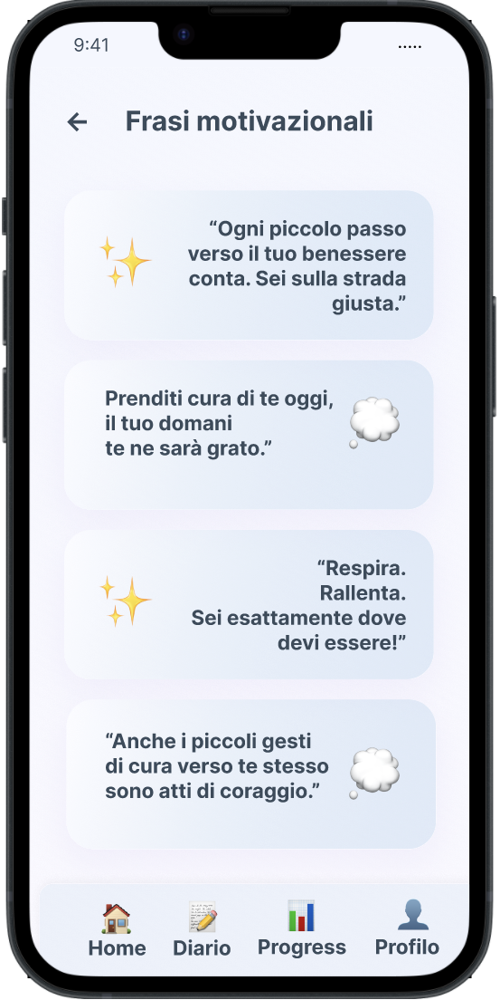 9:41
.....
← Frasi motivazionali
“Ogni piccolo passo
verso il tuo benessere
conta. Sei sulla strada
giusta.”
Prenditi cura di te oggi,
il tuo domani
te ne sarà grato.”
“Respira.
Rallenta.
Sei esattamente dove
devi essere!”
“Anche i piccoli gesti
di cura verso te stesso
sono atti di coraggio.”
Home Diario Progress Profilo